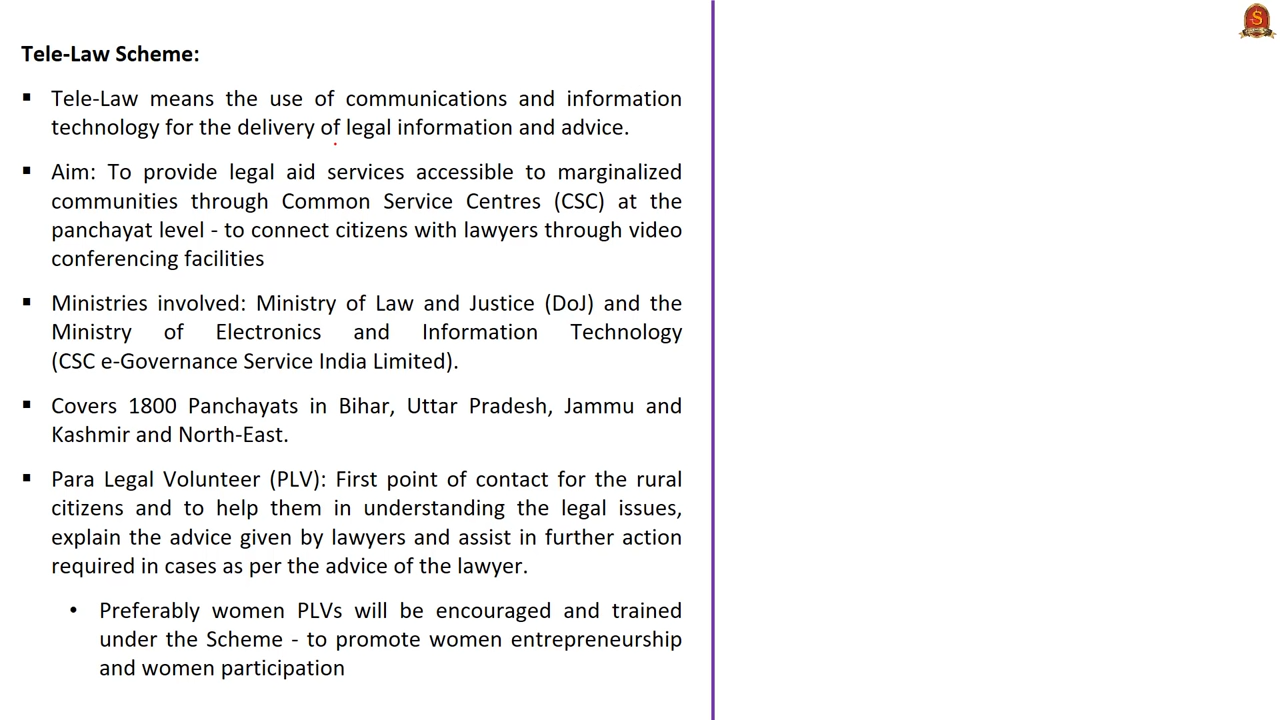 Tele-Law Scheme:
▪ Tele-Law means the use of communications and information
technology for the delivery of legal information and advice.
▪ Aim: To provide legal aid services accessible to marginalized
communities through Common Service Centres (CSC) at the
panchayat level - to connect citizens with lawyers through video
conferencing facilities
▪ Ministries involved: Ministry of Law and Justice (DoJ) and the
Ministry of Electronics and Information Technology
(CSC e-Governance Service India Limited).
▪ Covers 1800 Panchayats in Bihar, Uttar Pradesh, Jammu and
Kashmir and North-East.
▪ Para Legal Volunteer (PLV): First point of contact for the rural
citizens and to help them in understanding the legal issues,
explain the advice given by lawyers and assist in further action
required in cases as per the advice of the lawyer.
• Preferably women PLVs will be encouraged and trained
under the Scheme - to promote women entrepreneurship
and women participation